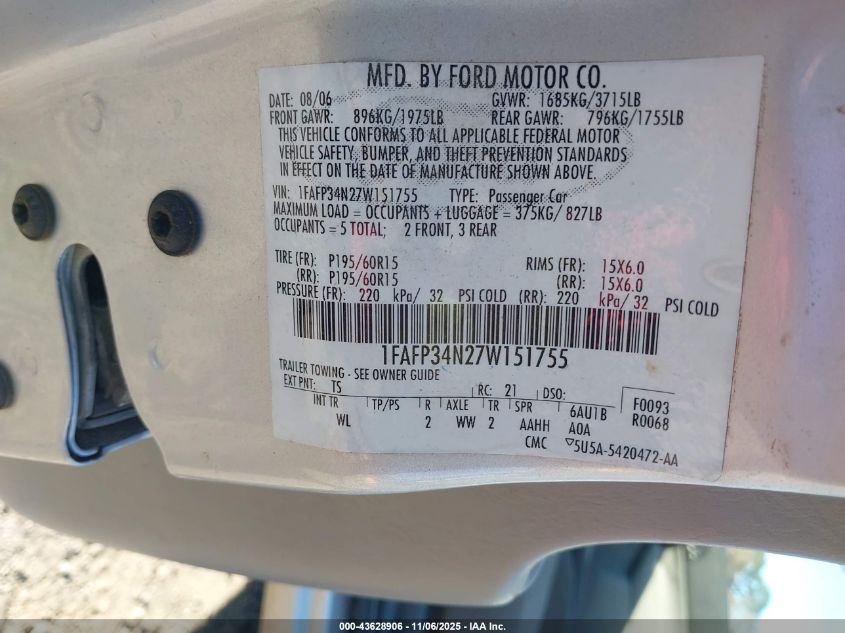 MFD. BY FORD MOTOR CO.
DATE: 08/06 GVWR: 1685KG/3715LB
FRONT GAWR: 896KG/1975LB REAR GAWR: 796KG/1755LB
THIS VEHICLE CONFORMS TO ALL APPLICABLE FEDERAL MOTOR
VEHICLE SAFETY, BUMPER, AND THEFT PREVENTION STANDARDS
IN EFFECT ON THE DATE OF MANUFACTURE SHOWN ABOVE.
VIN: 1FAFP34N27W151755 TYPE: Passenger Car
MAXIMUM LOAD = OCCUPANTS + LUGGAGE = 375KG/ 827LB
OCCUPANTS = 5 TOTAL; 2 FRONT, 3 REAR
TIRE (FR): P195/60R15 RIMS (FR): 15X6.0
(RR): P195/60R15 (RR): 15X6.0
PRESSURE (FR): 220 kPa/ 32 PSI COLD (RR): 220 kPa/ 32 PSI COLD
1FAFP34N27W151755
TRAILER TOWING - SEE OWNER GUIDE
EXT PNT: TS RC: 21 DSO:
INT TR TP/PS R AXLE TR SPR 6AU1B F0093
WL 2 WW 2 AAHH A0A R0068
CMC ▽5U5A-5420472-AA
000-43628906 - 11/06/2025 - IAA Inc.